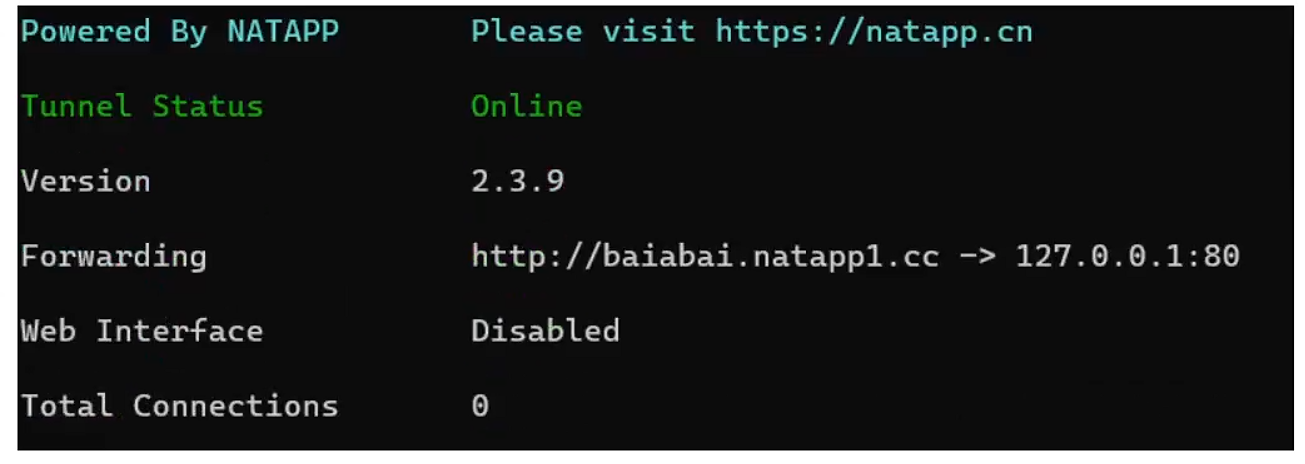 Powered By NATAPP Please visit https://natapp.cn
Tunnel Status Online
Version 2.3.9
Forwarding http://baiabai.natapp1.cc -> 127.0.0.1:80
Web Interface Disabled
Total Connections 0